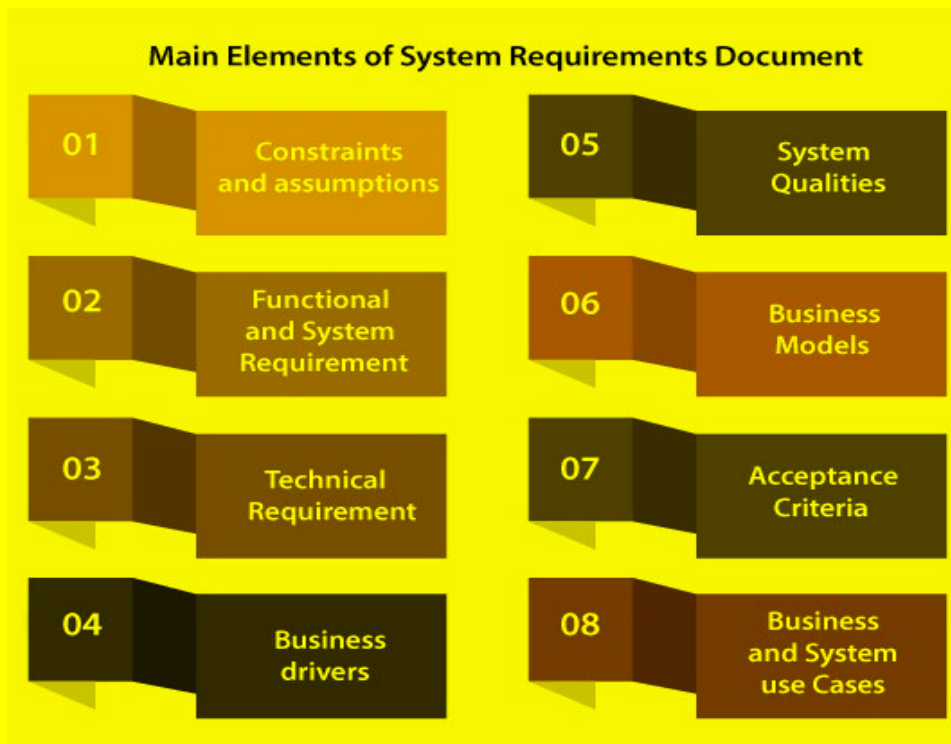 Main Elements of System Requirements Document
01
Constraints
and assumptions
02
Functional
and System
Requirement
03
Technical
Requirement
04
Business
drivers
05
System
Qualities
06
Business
Models
07
Acceptance
Criteria
08
Business
and System
use Cases